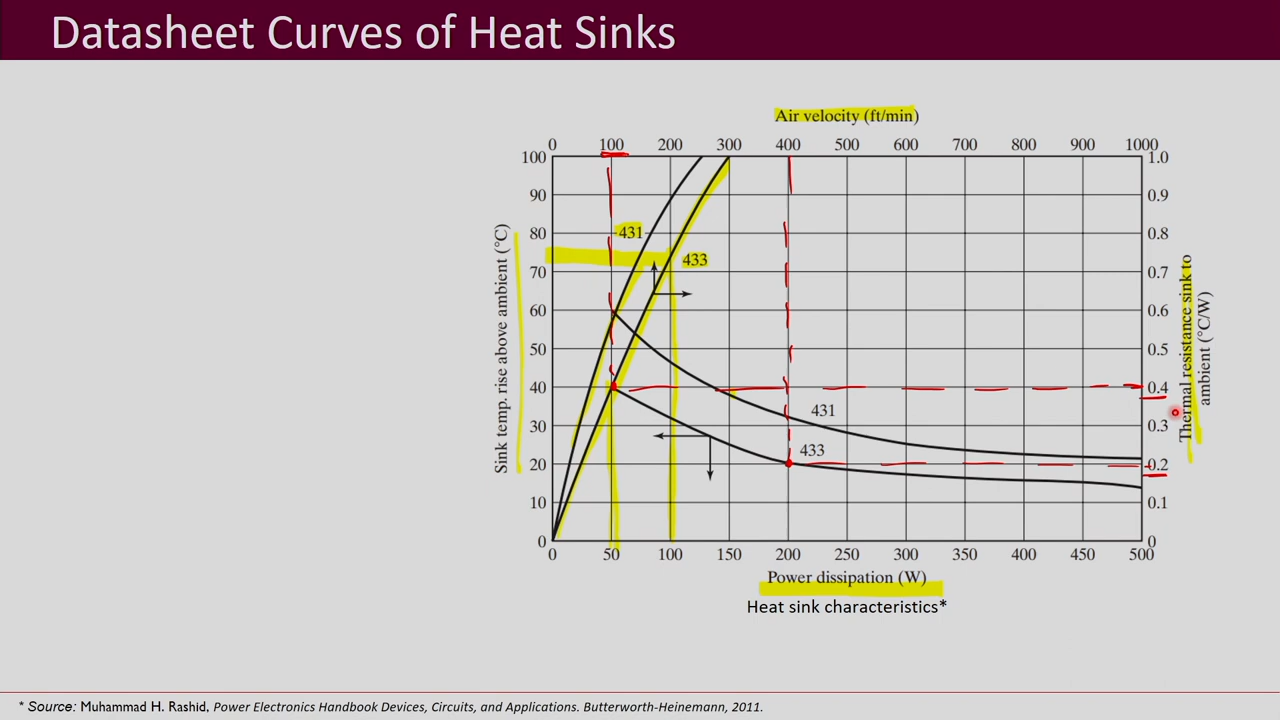 Datasheet Curves of Heat Sinks
Air velocity (ft/min)
0 100 200 300 400 500 600 700 800 900 1000
100 1.0
90 0.9
80 431 0.8
433
70 0.7
60 0.6
50 0.5
40 0.4
431
30 0.3
433
20 0.2
10 0.1
0 0
0 50 100 150 200 250 300 350 400 450 500
Sink temp. rise above ambient (°C)
Thermal resistance sink to
ambient (°C/W)
Power dissipation (W)
Heat sink characteristics*
* Source: Muhammad H. Rashid, Power Electronics Handbook Devices, Circuits, and Applications. Butterworth-Heinemann, 2011.